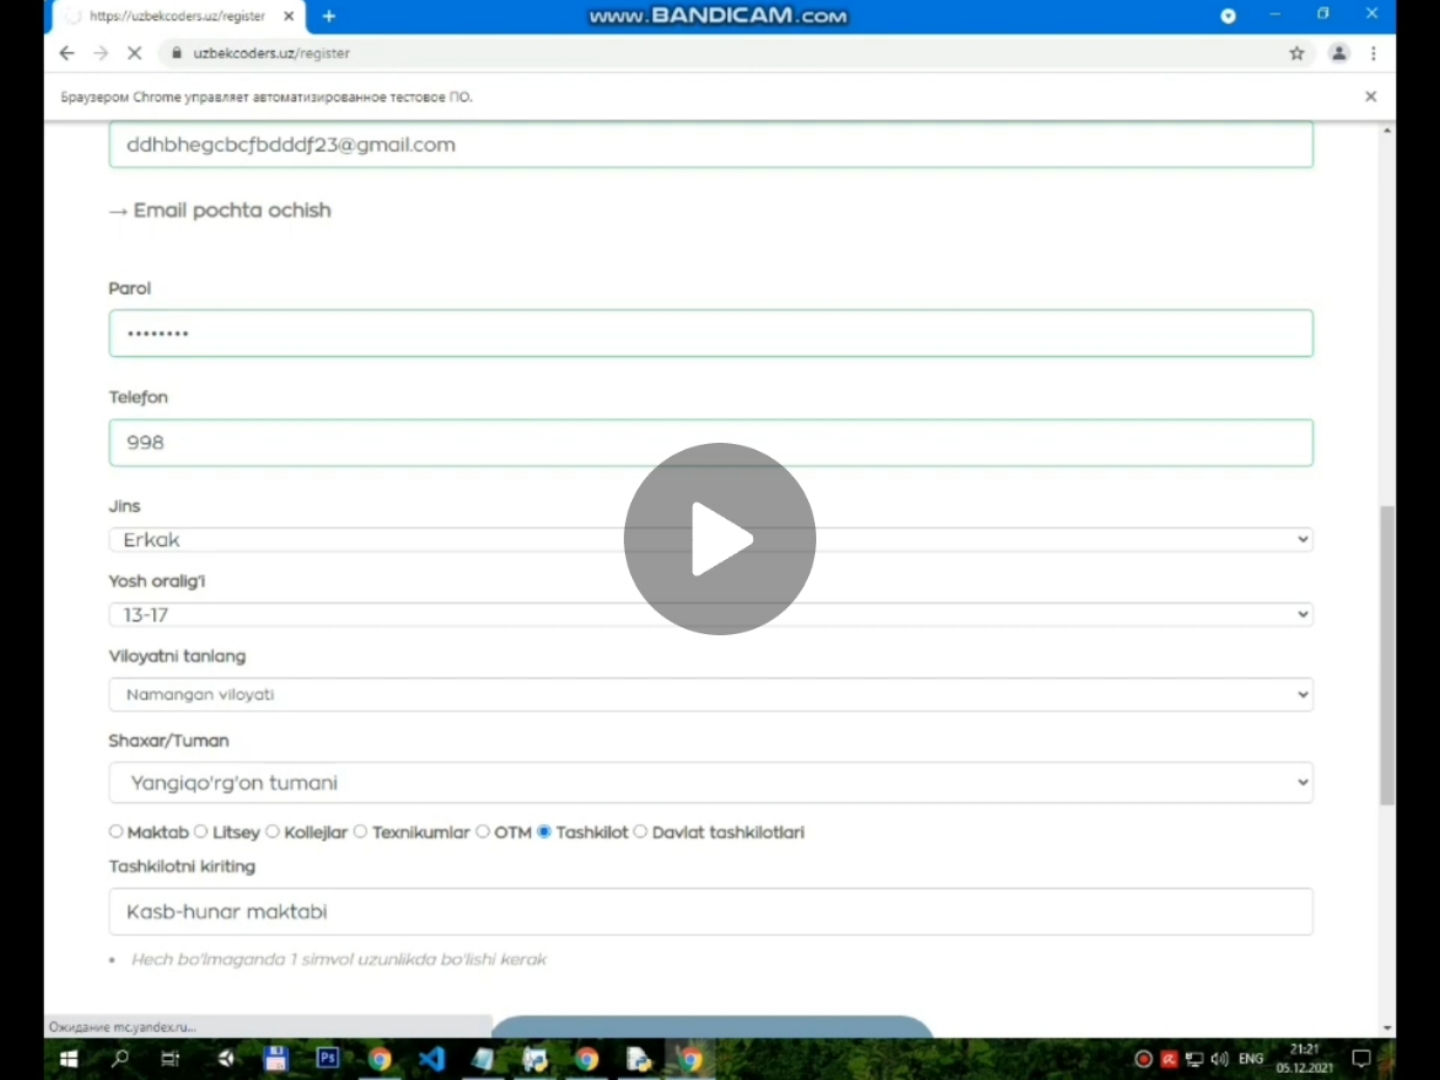 https://uzbekcoders.uz/register
www.BANDICAM.com
uzbekcoders.uz/register
Браузером Chrome управляет автоматизированное тестовое ПО.
ddhbhegcbcfbdddf23@gmail.com
→ Email pochta ochish
Parol
••••••••
Telefon
998
Jins
Erkak
Yosh oralig'i
13-17
Viloyatni tanlang
Namangan viloyati
Shaxar/Tuman
Yangiqo'rg'on tumani
Maktab Litsey Kollejlar Texnikumlar OTM Tashkilot Davlat tashkilotlari
Tashkilotni kiriting
Kasb-hunar maktabi
• Hech bo'lmaganda 1 simvol uzunlikda bo'lishi kerak
Ожидание mc.yandex.ru...
Ps
ENG
21:21
05.12.2021